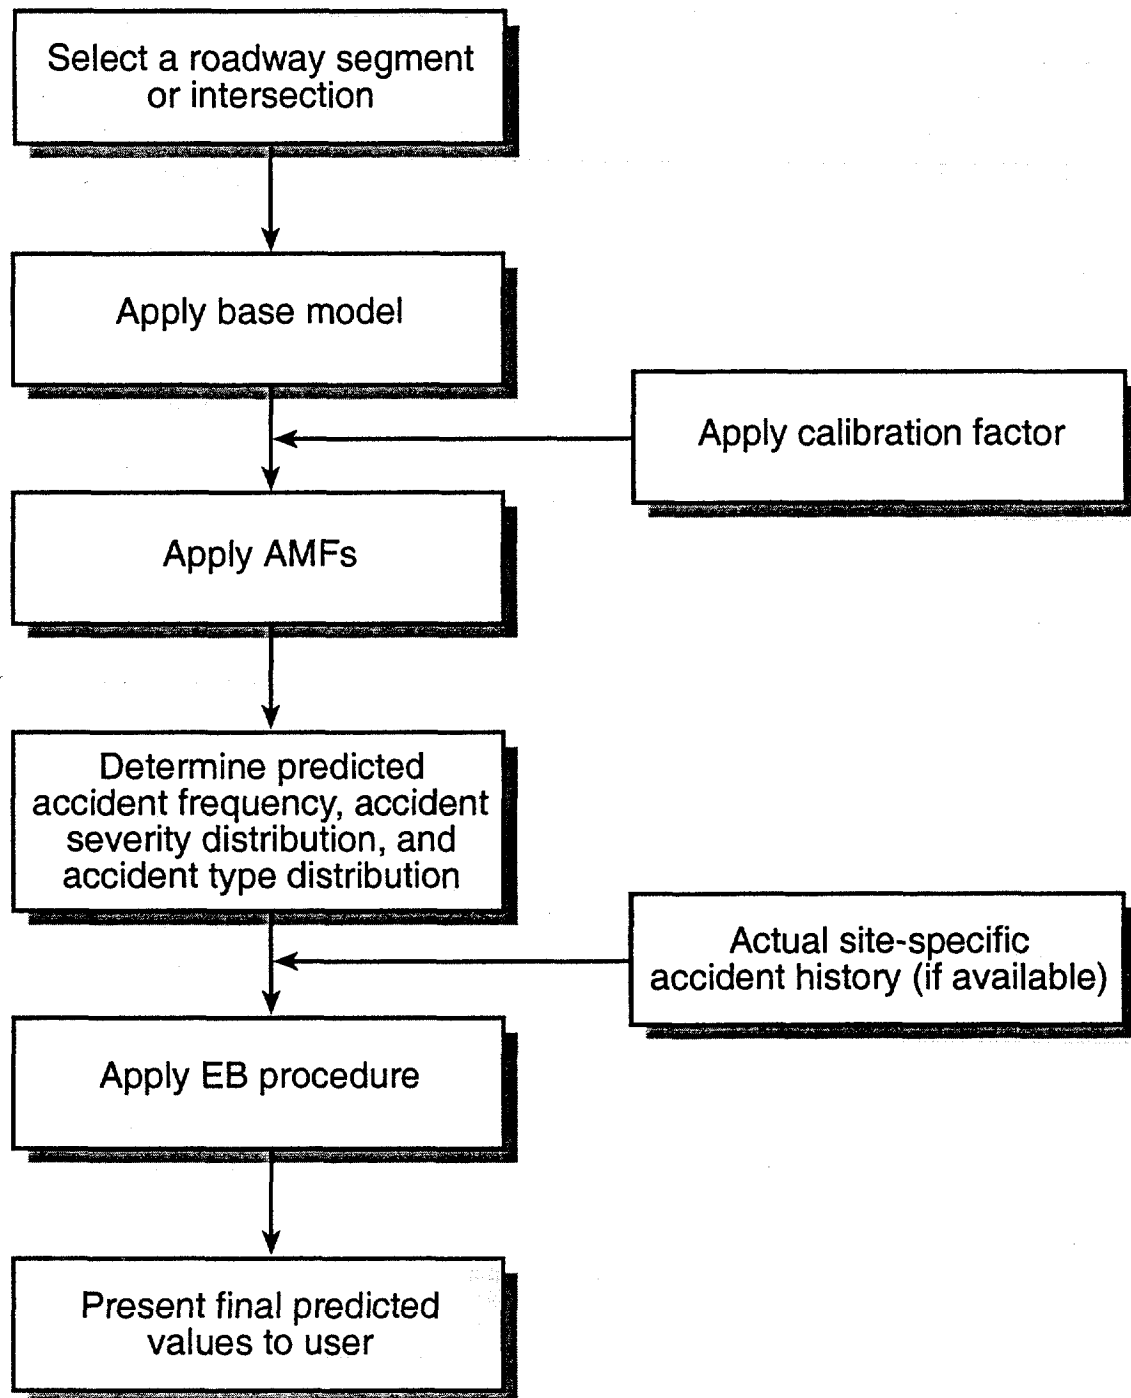 Select a roadway segment
or intersection
Apply base model
Apply calibration factor
Apply AMFs
Determine predicted
accident frequency, accident
severity distribution, and
accident type distribution
Actual site-specific
accident history (if available)
Apply EB procedure
Present final predicted
values to user